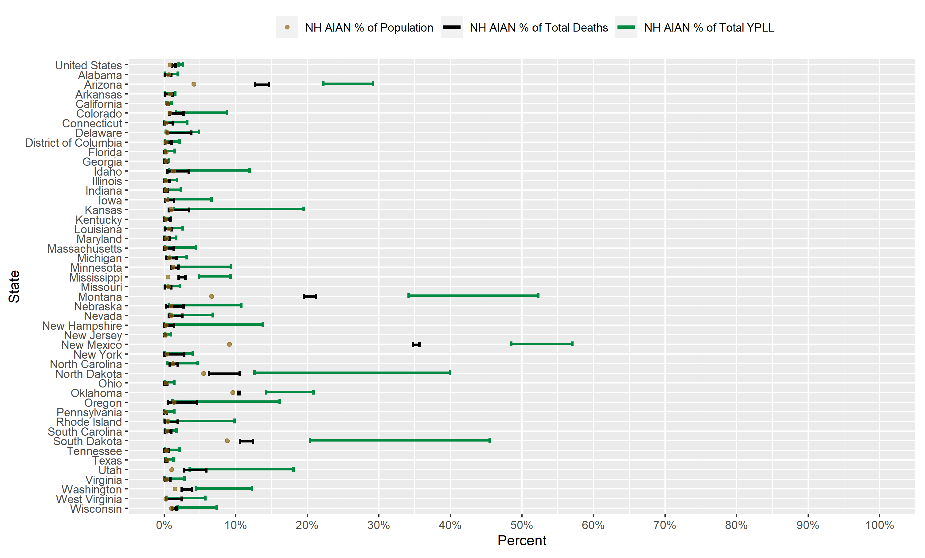 NH AIAN % of Population NH AIAN % of Total Deaths NH AIAN % of Total YPLL
State
United States
Alabama
Arizona
Arkansas
California
Colorado
Connecticut
Delaware
District of Columbia
Florida
Georgia
Idaho
Illinois
Indiana
Iowa
Kansas
Kentucky
Louisiana
Maryland
Massachusetts
Michigan
Minnesota
Mississippi
Missouri
Montana
Nebraska
Nevada
New Hampshire
New Jersey
New Mexico
New York
North Carolina
North Dakota
Ohio
Oklahoma
Oregon
Pennsylvania
Rhode Island
South Carolina
South Dakota
Tennessee
Texas
Utah
Virginia
Washington
West Virginia
Wisconsin
0% 10% 20% 30% 40% 50% 60% 70% 80% 90% 100%
Percent